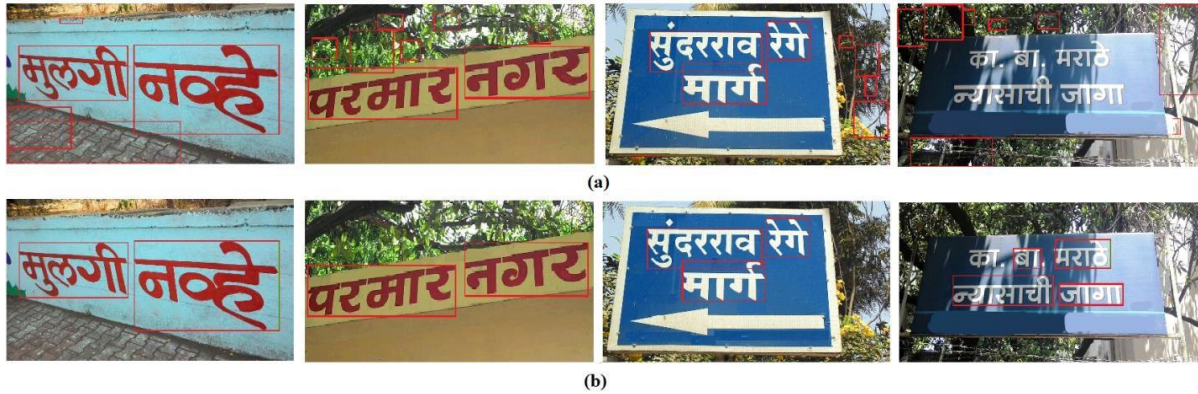 मुलगी नव्हे
परमार नगर
सुंदरराव रेगे
मार्ग
का. बा. मराठे
न्यासाची जागा
(a)
मुलगी नव्हे
परमार नगर
सुंदरराव रेगे
मार्ग
का. बा. मराठे
न्यासाची जागा
(b)